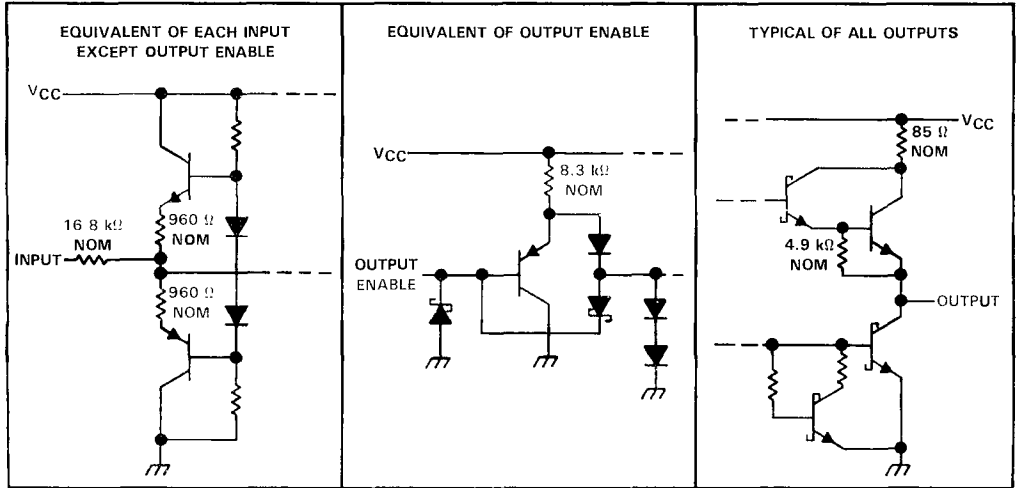 EQUIVALENT OF EACH INPUT
EXCEPT OUTPUT ENABLE
VCC
16.8 kΩ
NOM
960 Ω
NOM
INPUT
960 Ω
NOM
EQUIVALENT OF OUTPUT ENABLE
VCC
8.3 kΩ
NOM
OUTPUT
ENABLE
TYPICAL OF ALL OUTPUTS
VCC
85 Ω
NOM
4.9 kΩ
NOM
OUTPUT